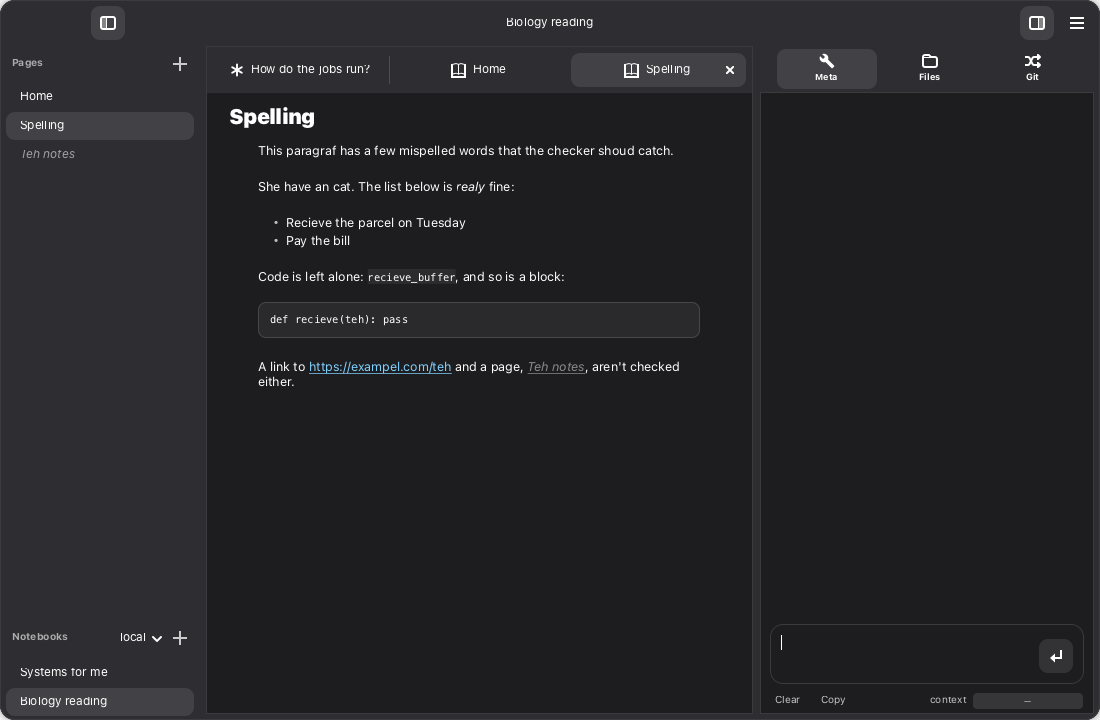 Biology reading
Pages
Home
Spelling
Teh notes
How do the jobs run?
Home
Spelling
Meta
Files
Git
Spelling
This paragraf has a few mispelled words that the checker shoud catch.
She have an cat. The list below is realy fine:
• Recieve the parcel on Tuesday
• Pay the bill
Code is left alone: recieve_buffer, and so is a block:
def recieve(teh): pass
A link to https://exampel.com/teh and a page, Teh notes, aren't checked
either.
Notebooks
local
Systems for me
Biology reading
Clear
Copy
context
–